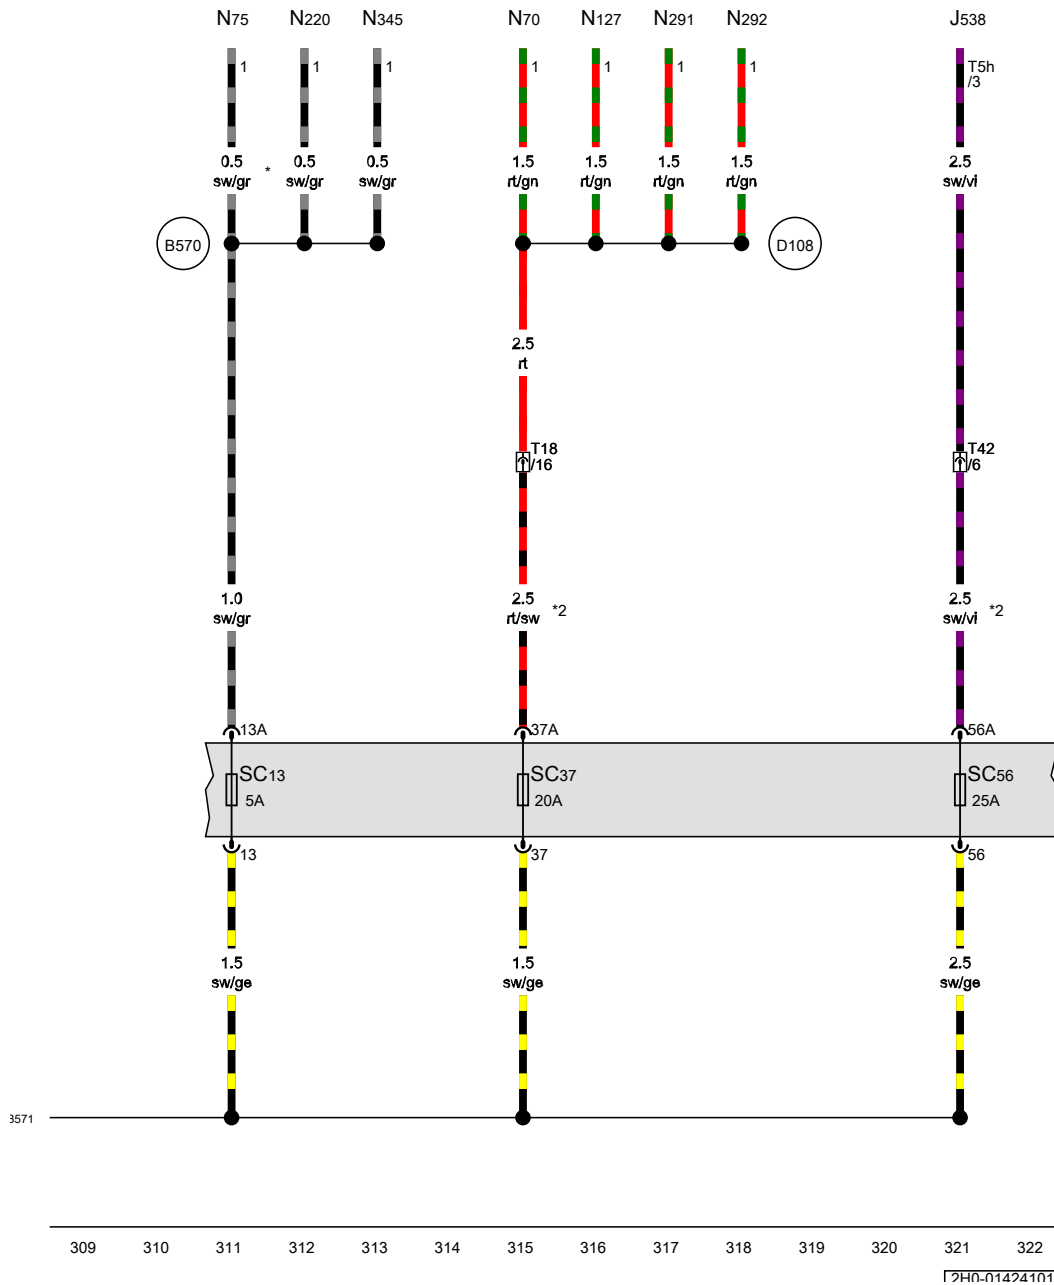 N75 N220 N345 N70 N127 N291 N292 J538
1 1 1 1 1 1 1 T5h
/3
0.5 * 0.5 0.5 1.5 1.5 1.5 1.5 2.5
sw/gr sw/gr sw/gr rt/gn rt/gn rt/gn rt/gn sw/vi
B570 D108
2.5
rt
T18 T42
/16 /6
1.0 2.5 *2 2.5 *2
sw/gr rt/sw sw/vi
13A 37A 56A
SC13 SC37 SC56
5A 20A 25A
13 37 56
1.5 1.5 2.5
sw/ge sw/ge sw/ge
309 310 311 312 313 314 315 316 317 318 319 320 321 322
2H0-01424101